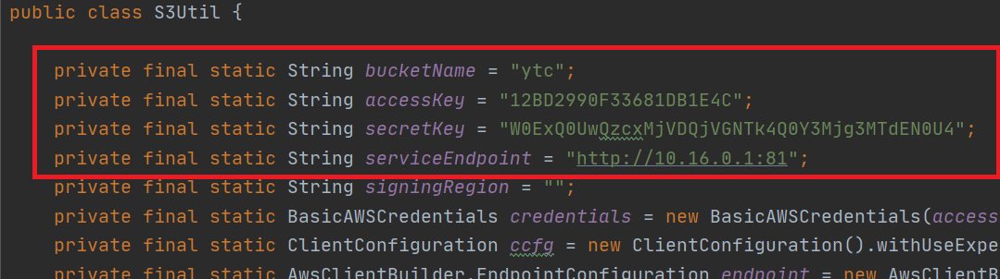 public class S3Util {
private final static String bucketName = "ytc";
private final static String accessKey = "12BD2990F33681DB1E4C";
private final static String secretKey = "W0ExQ0UwQzcxMjVDQjVGNTk4Q0Y3Mjg3MTdEN0U4";
private final static String serviceEndpoint = "http://10.16.0.1:81";
private final static String signingRegion = "";
private final static BasicAWSCredentials credentials = new BasicAWSCredentials(access
private final static ClientConfiguration ccfg = new ClientConfiguration().withUseExpe
private final static AwsClientBuilder.EndpointConfiguration endpoint = new AwsClientB